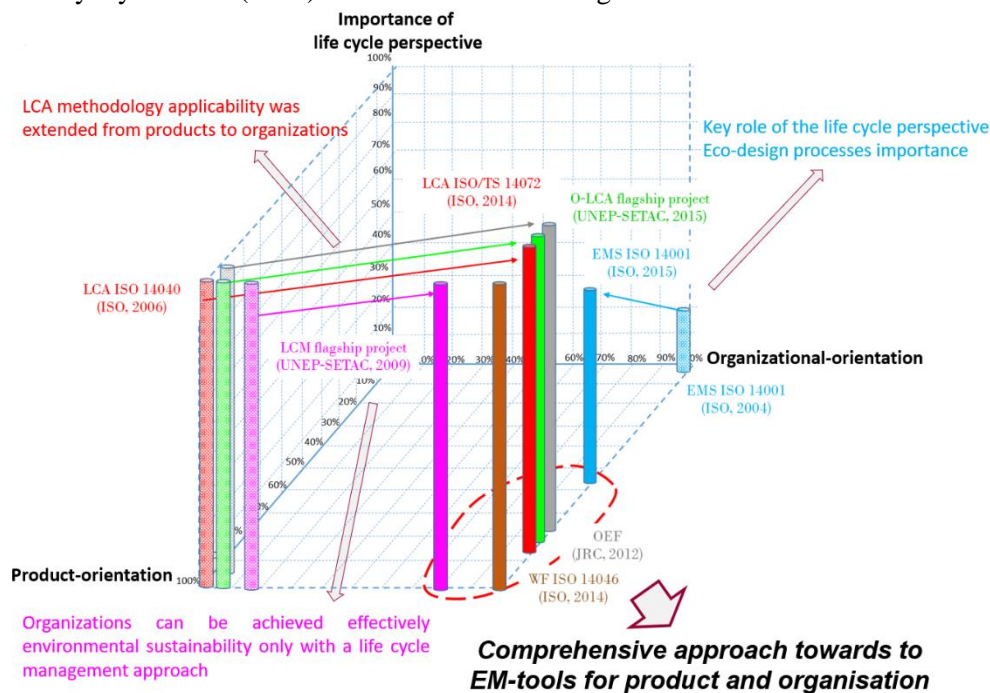 Importance of
life cycle perspective
100%
90%
80%
70%
60%
50%
40%
30%
20%
10%
LCA methodology applicability was
extended from products to organizations
Key role of the life cycle perspective
Eco-design processes importance
LCA ISO/TS 14072
(ISO, 2014)
O-LCA flagship project
(UNEP-SETAC, 2015)
EMS ISO 14001
(ISO, 2015)
LCA ISO 14040
(ISO, 2006)
LCM flagship project
(UNEP-SETAC, 2009)
10% 20% 30% 40% 60% 70% 90%
Organizational-orientation
EMS ISO 14001
(ISO, 2004)
10%
20%
30%
40%
50%
60%
100%
Product-orientation
OEF
(JRC, 2012)
WF ISO 14046
(ISO, 2014)
Organizations can be achieved effectively
environmental sustainability only with a life cycle
management approach
Comprehensive approach towards to
EM-tools for product and organisation